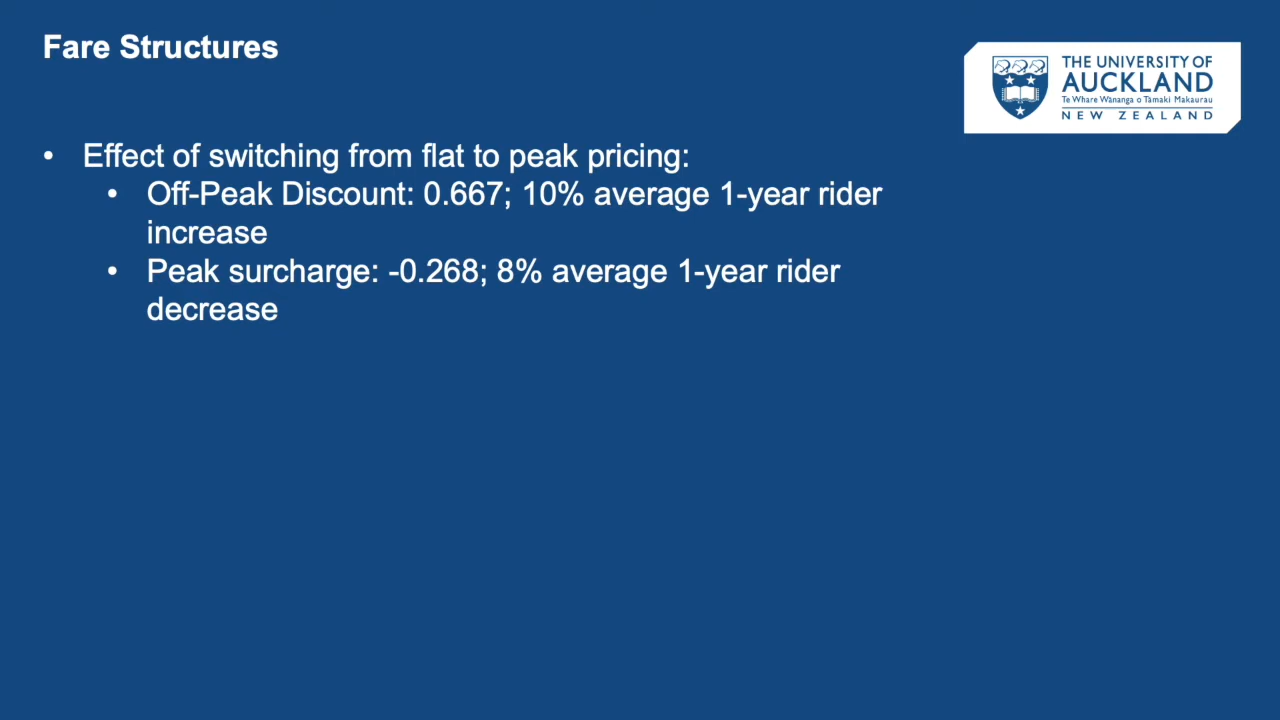 Fare Structures
THE UNIVERSITY OF
AUCKLAND
Te Whare Wānanga o Tāmaki Makaurau
NEW ZEALAND
• Effect of switching from flat to peak pricing:
• Off-Peak Discount: 0.667; 10% average 1-year rider
increase
• Peak surcharge: -0.268; 8% average 1-year rider
decrease